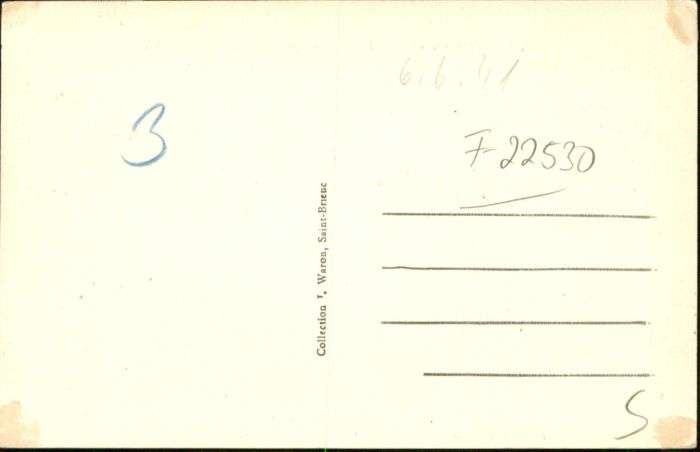 6.6.41
3
F-22530
Collection T. Waron, Saint-Brieuc
S